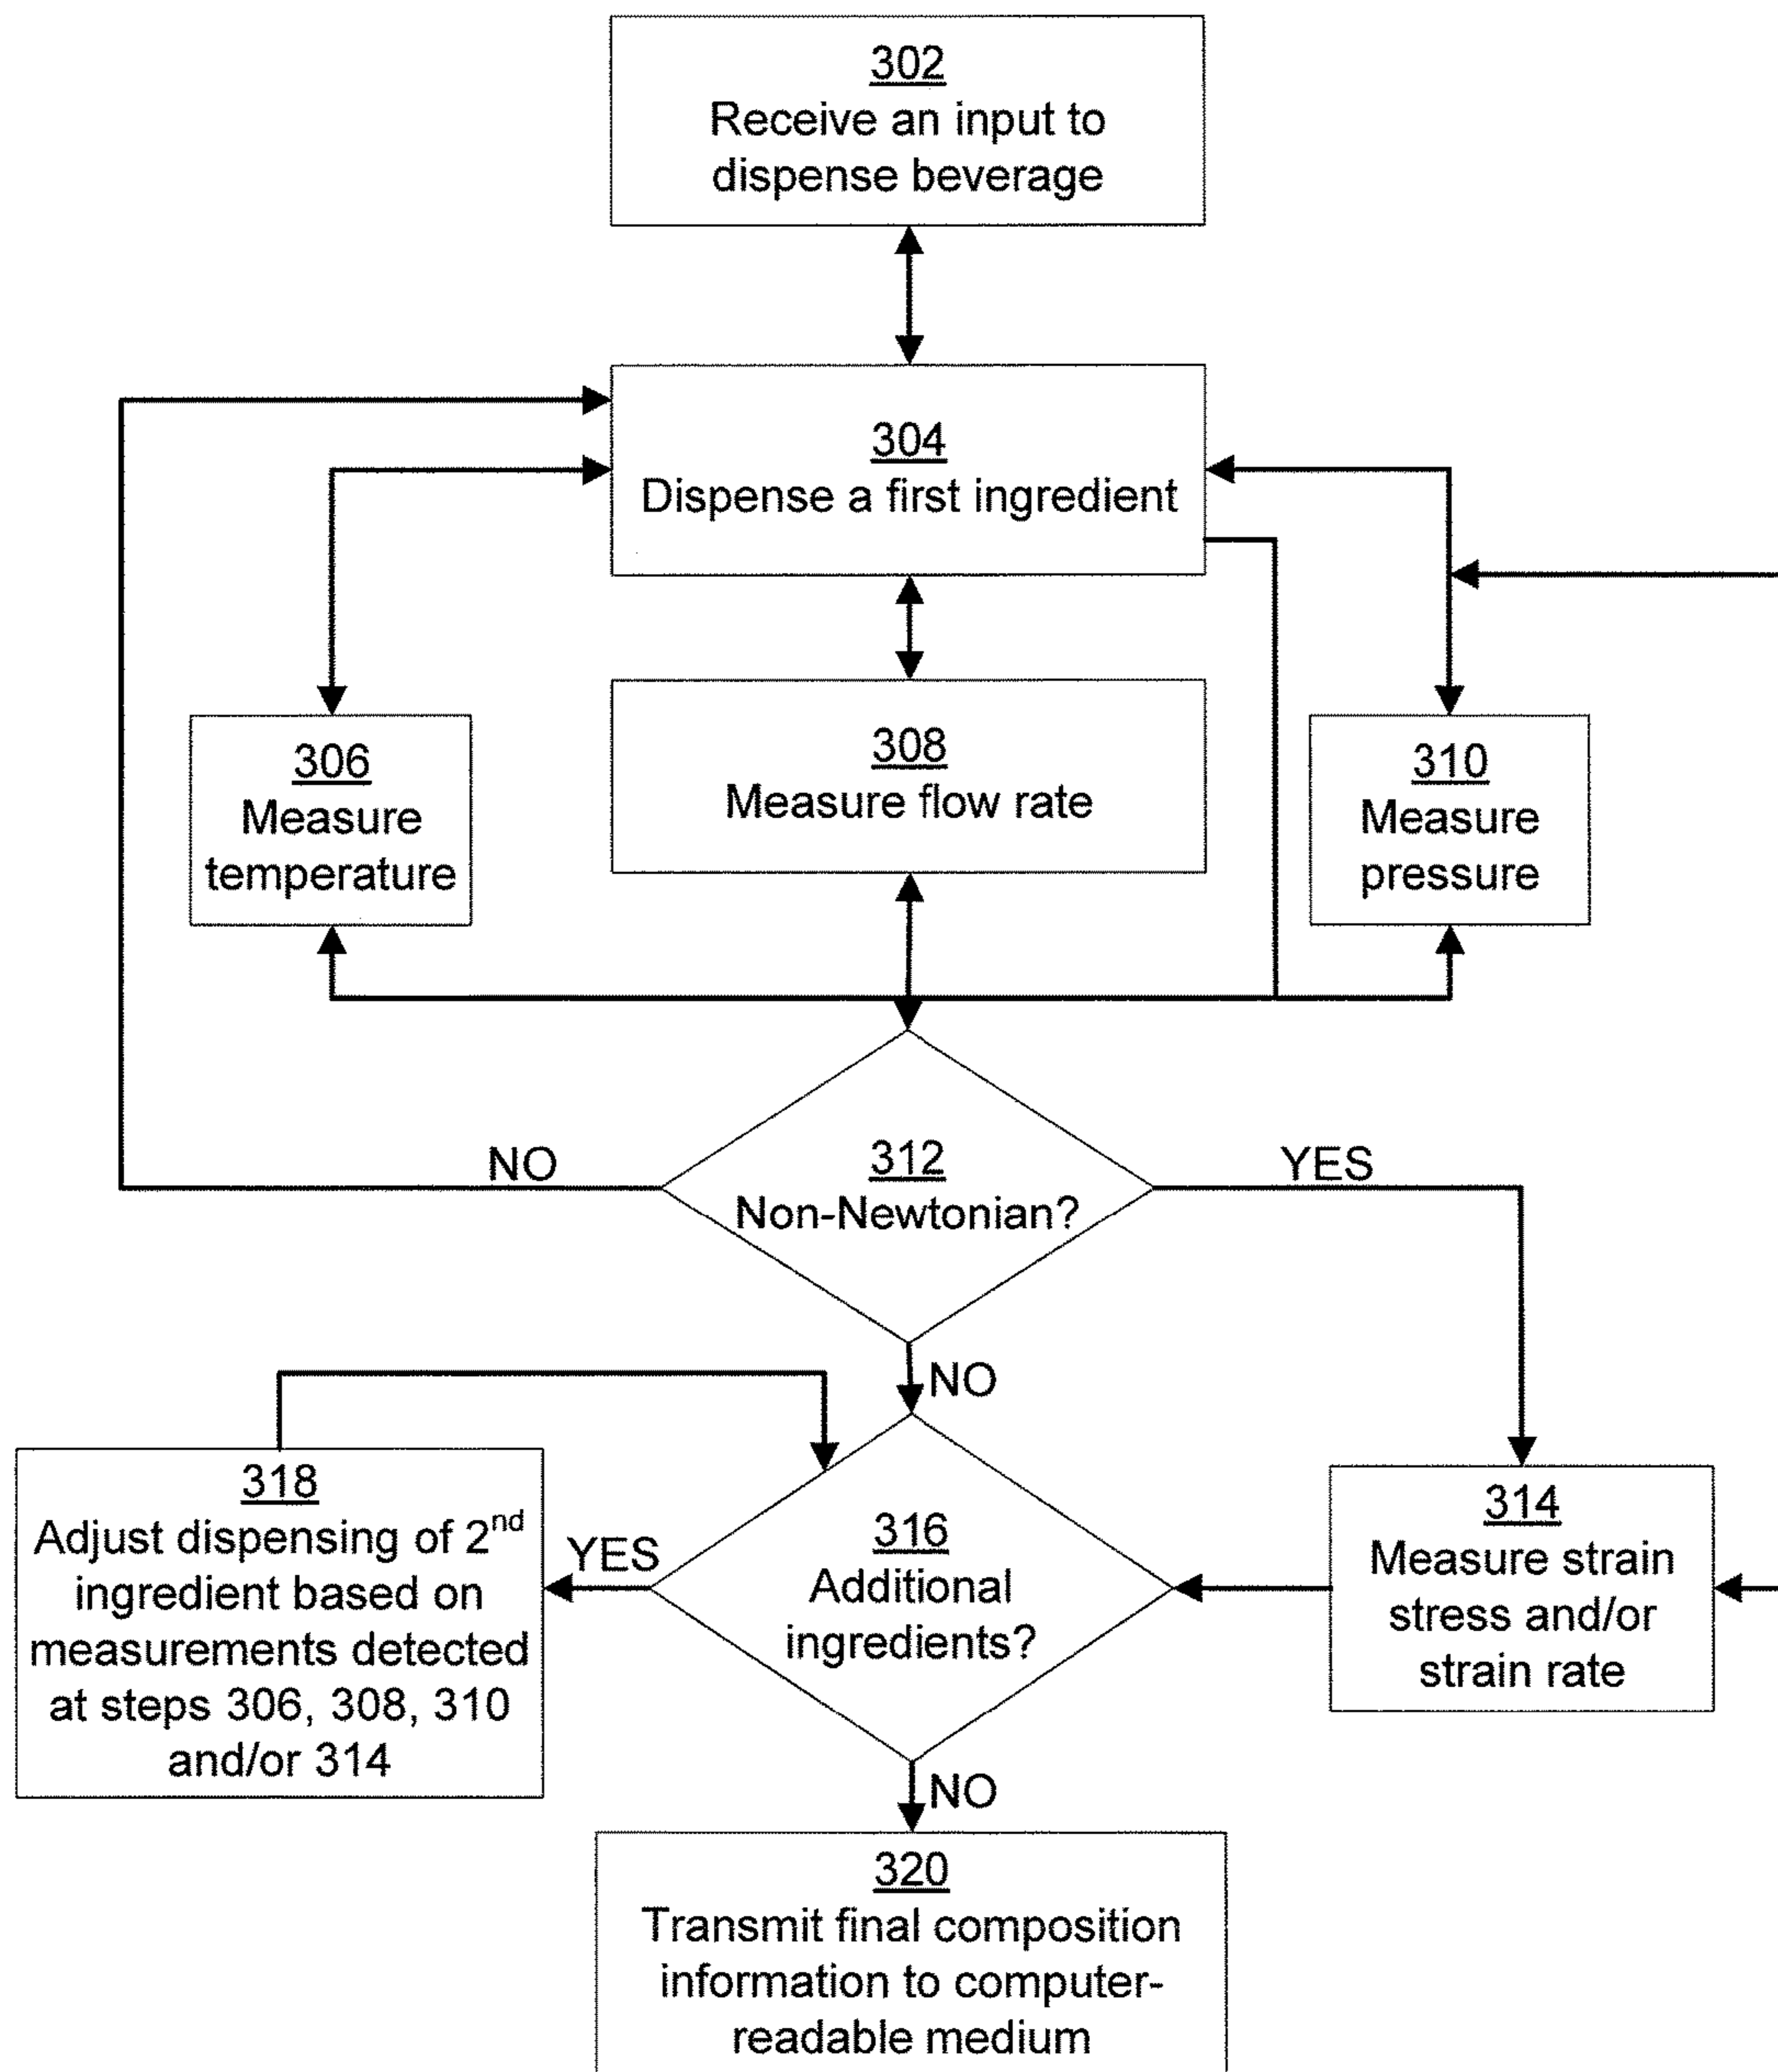 302
Receive an input to
dispense beverage
304
Dispense a first ingredient
306
Measure
temperature
308
Measure flow rate
310
Measure
pressure
NO
312
Non-Newtonian?
YES
NO
318
Adjust dispensing of 2nd
ingredient based on
measurements detected
at steps 306, 308, 310
and/or 314
YES
316
Additional
ingredients?
314
Measure strain
stress and/or
strain rate
NO
320
Transmit final composition
information to computer-
readable medium